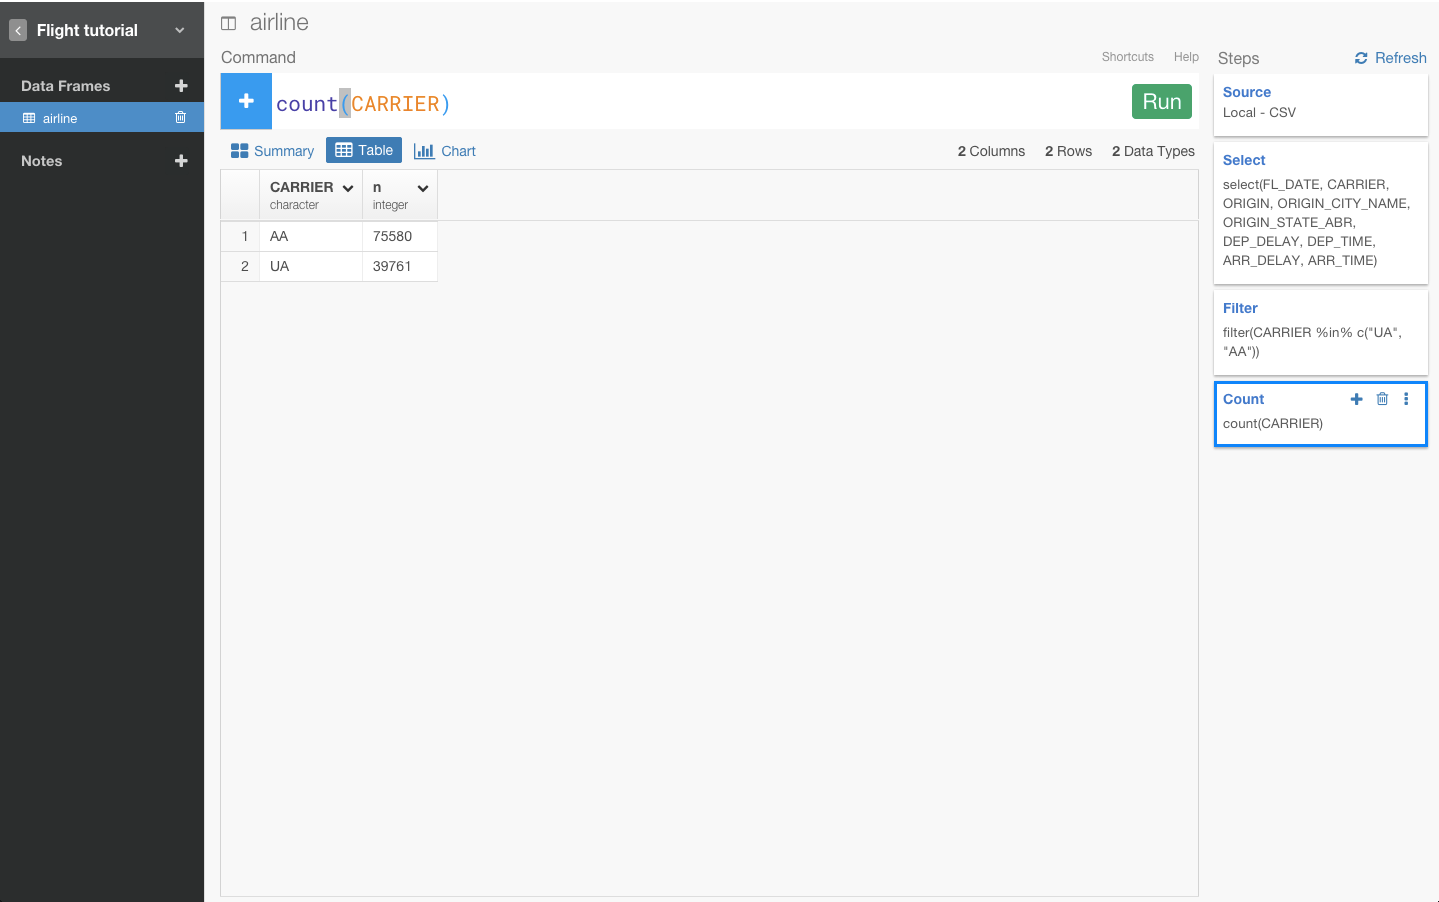 Flight tutorial
Data Frames
airline
Notes
airline
Command
Shortcuts Help
count(CARRIER)
Run
Summary Table Chart
2 Columns 2 Rows 2 Data Types
CARRIER n
character integer
1 AA 75580
2 UA 39761
Steps
Refresh
Source
Local - CSV
Select
select(FL_DATE, CARRIER,
ORIGIN, ORIGIN_CITY_NAME,
ORIGIN_STATE_ABR,
DEP_DELAY, DEP_TIME,
ARR_DELAY, ARR_TIME)
Filter
filter(CARRIER %in% c("UA",
"AA"))
Count
count(CARRIER)